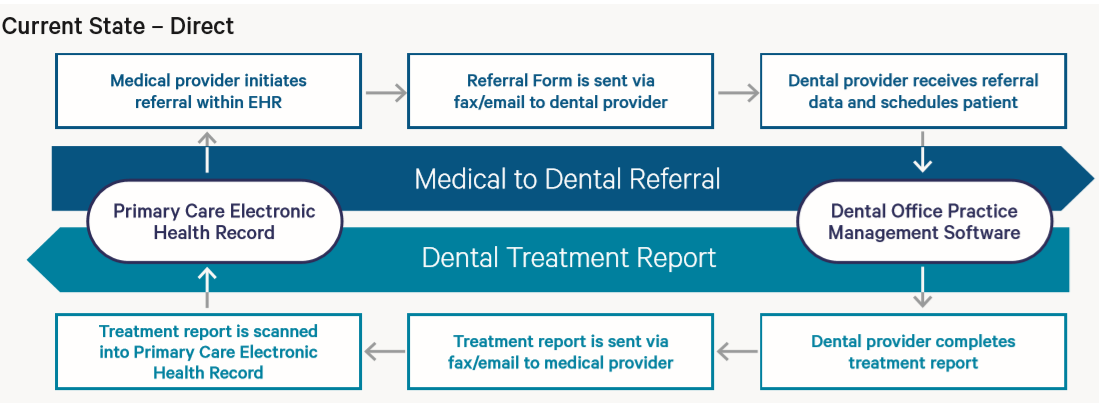 Current State – Direct
Medical provider initiates
referral within EHR
Referral Form is sent via
fax/email to dental provider
Dental provider receives referral
data and schedules patient
Medical to Dental Referral
Primary Care Electronic
Health Record
Dental Office Practice
Management Software
Dental Treatment Report
Treatment report is scanned
into Primary Care Electronic
Health Record
Treatment report is sent via
fax/email to medical provider
Dental provider completes
treatment report